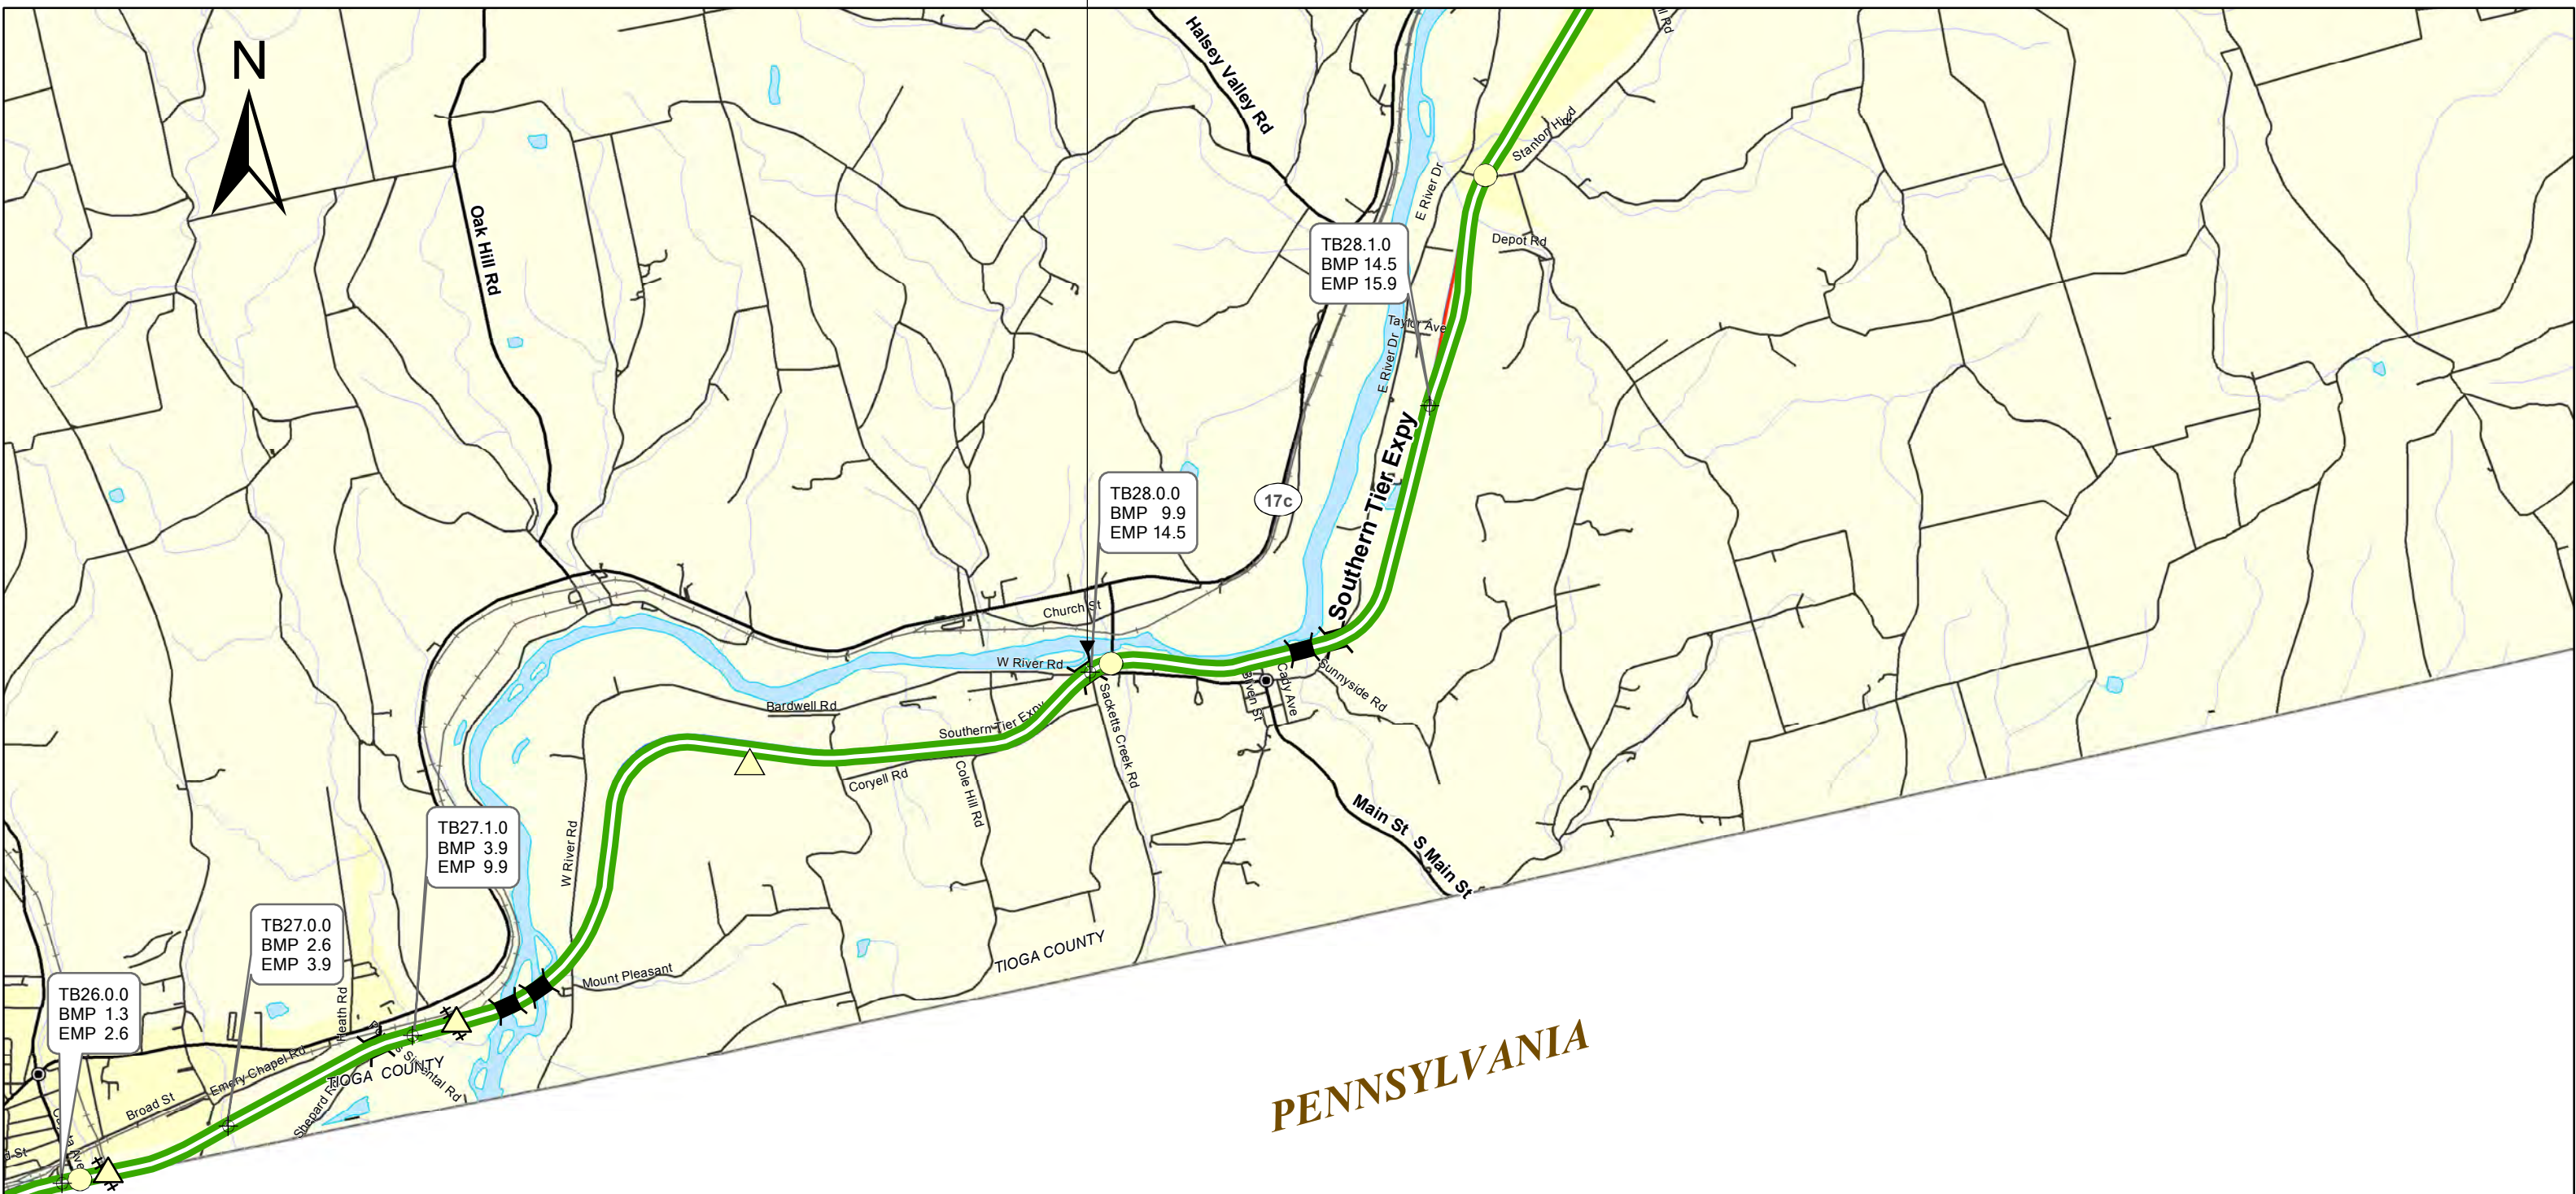 N
Halsey Valley Rd
Stanton Hill Rd
E River Dr
Depot Rd
Oak Hill Rd
TB28.1.0
BMP 14.5
EMP 15.9
Taylor Ave
E River Dr
Southern Tier Expy
TB28.0.0
BMP 9.9
EMP 14.5
17c
Church St
W River Rd
Sunnyside Rd
Cady Ave
Bardwell Rd
Southern Tier Expy
Sacketts Creek Rd
Coryell Rd
Cole Hill Rd
Main St
S Main St
TB27.1.0
BMP 3.9
EMP 9.9
W River Rd
TB27.0.0
BMP 2.6
EMP 3.9
TIOGA COUNTY
Mount Pleasant
TB26.0.0
BMP 1.3
EMP 2.6
Heath Rd
Emery Chapel Rd
TIOGA COUNTY
Broad St
Shepard Rd
PENNSYLVANIA